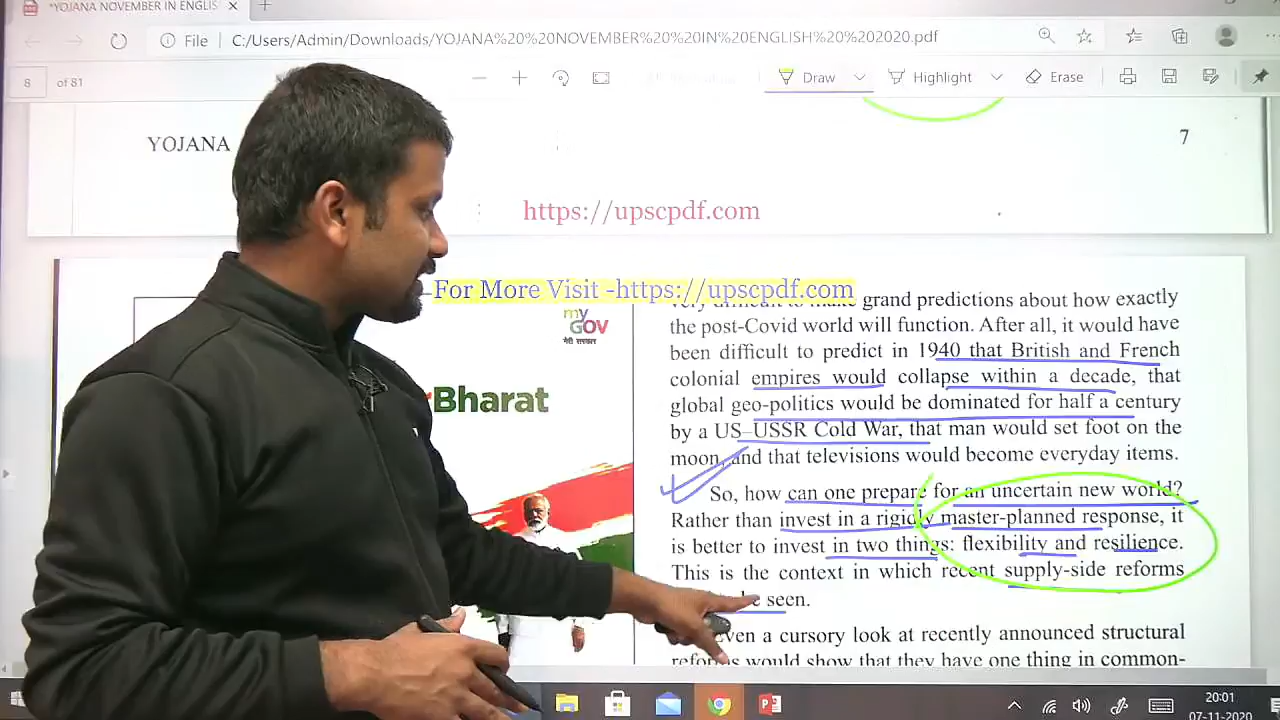 *YOJANA NOVEMBER IN ENGLIS
File C:/Users/Admin/Downloads/YOJANA%20%20NOVEMBER%20%20IN%20ENGLISH%20%202020.pdf
8 of 81
Draw
Highlight
Erase
YOJANA
7
https://upscpdf.com
For More Visit -https://upscpdf.com
my
GOV
मेरी सरकार
Bharat
grand predictions about how exactly
the post-Covid world will function. After all, it would have
been difficult to predict in 1940 that British and French
colonial empires would collapse within a decade, that
global geo-politics would be dominated for half a century
by a US–USSR Cold War, that man would set foot on the
moon, and that televisions would become everyday items.
So, how can one prepare for an uncertain new world?
Rather than invest in a rigidly master-planned response, it
is better to invest in two things: flexibility and resilience.
This is the context in which recent supply-side reforms
seen.
a cursory look at recently announced structural
reforms would show that they have one thing in common-
20:01
07-11-2020